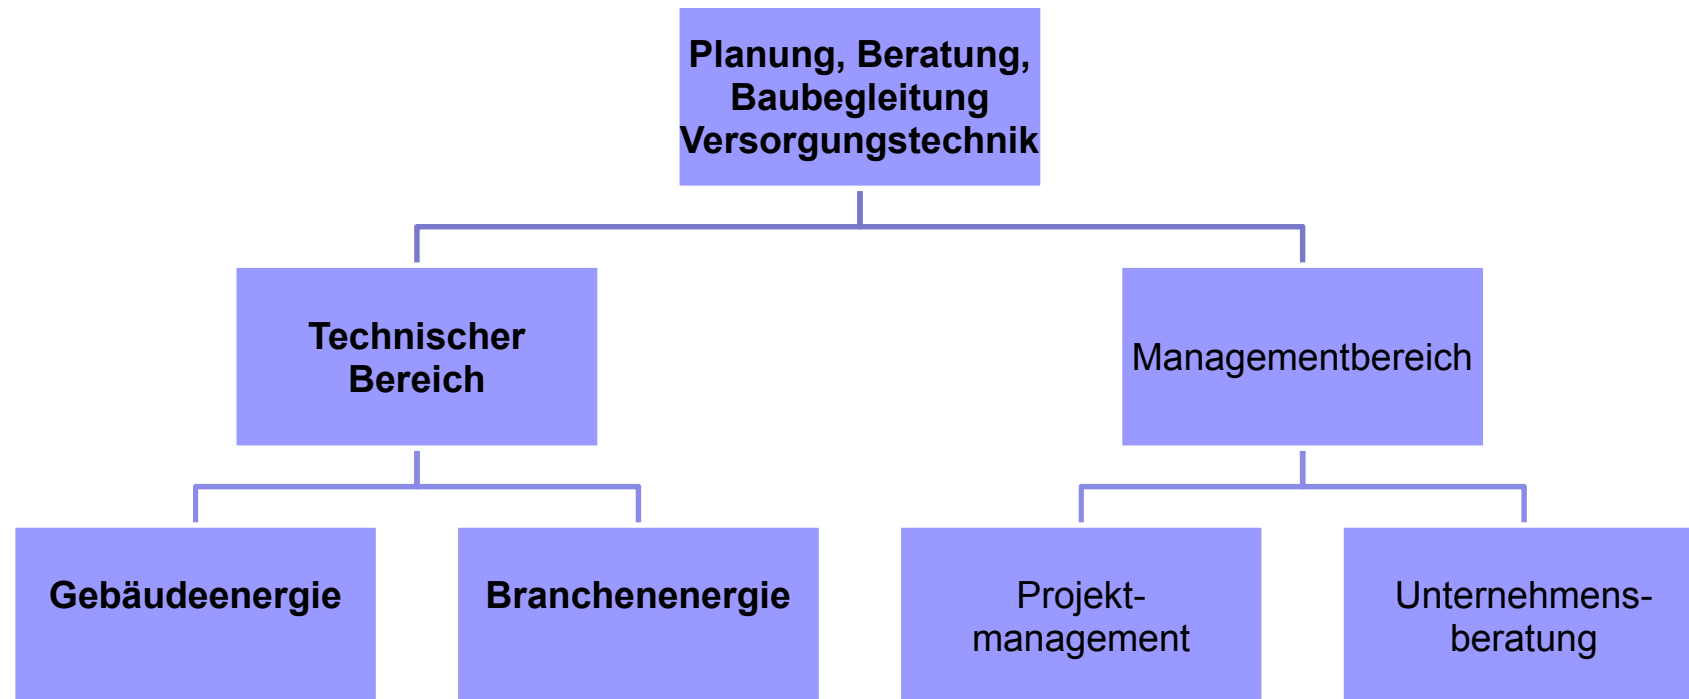 Planung, Beratung,
Baubegleitung
Versorgungstechnik
Technischer
Bereich
Managementbereich
Gebäudeenergie
Branchenenergie
Projekt-
management
Unternehmens-
beratung